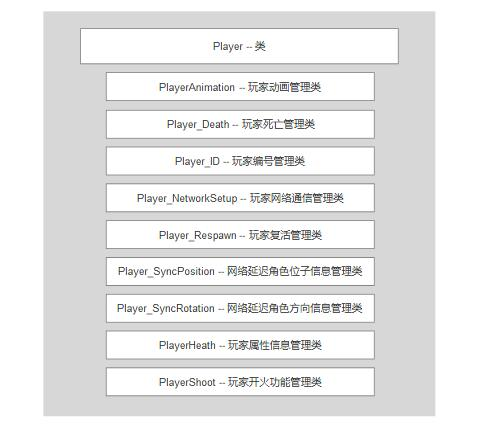 Player -- 类
PlayerAnimation -- 玩家动画管理类
Player_Death -- 玩家死亡管理类
Player_ID -- 玩家编号管理类
Player_NetworkSetup -- 玩家网络通信管理类
Player_Respawn -- 玩家复活管理类
Player_SyncPosition -- 网络延迟角色位子信息管理类
Player_SyncRotation -- 网络延迟角色方向信息管理类
PlayerHeath -- 玩家属性信息管理类
PlayerShoot -- 玩家开火功能管理类